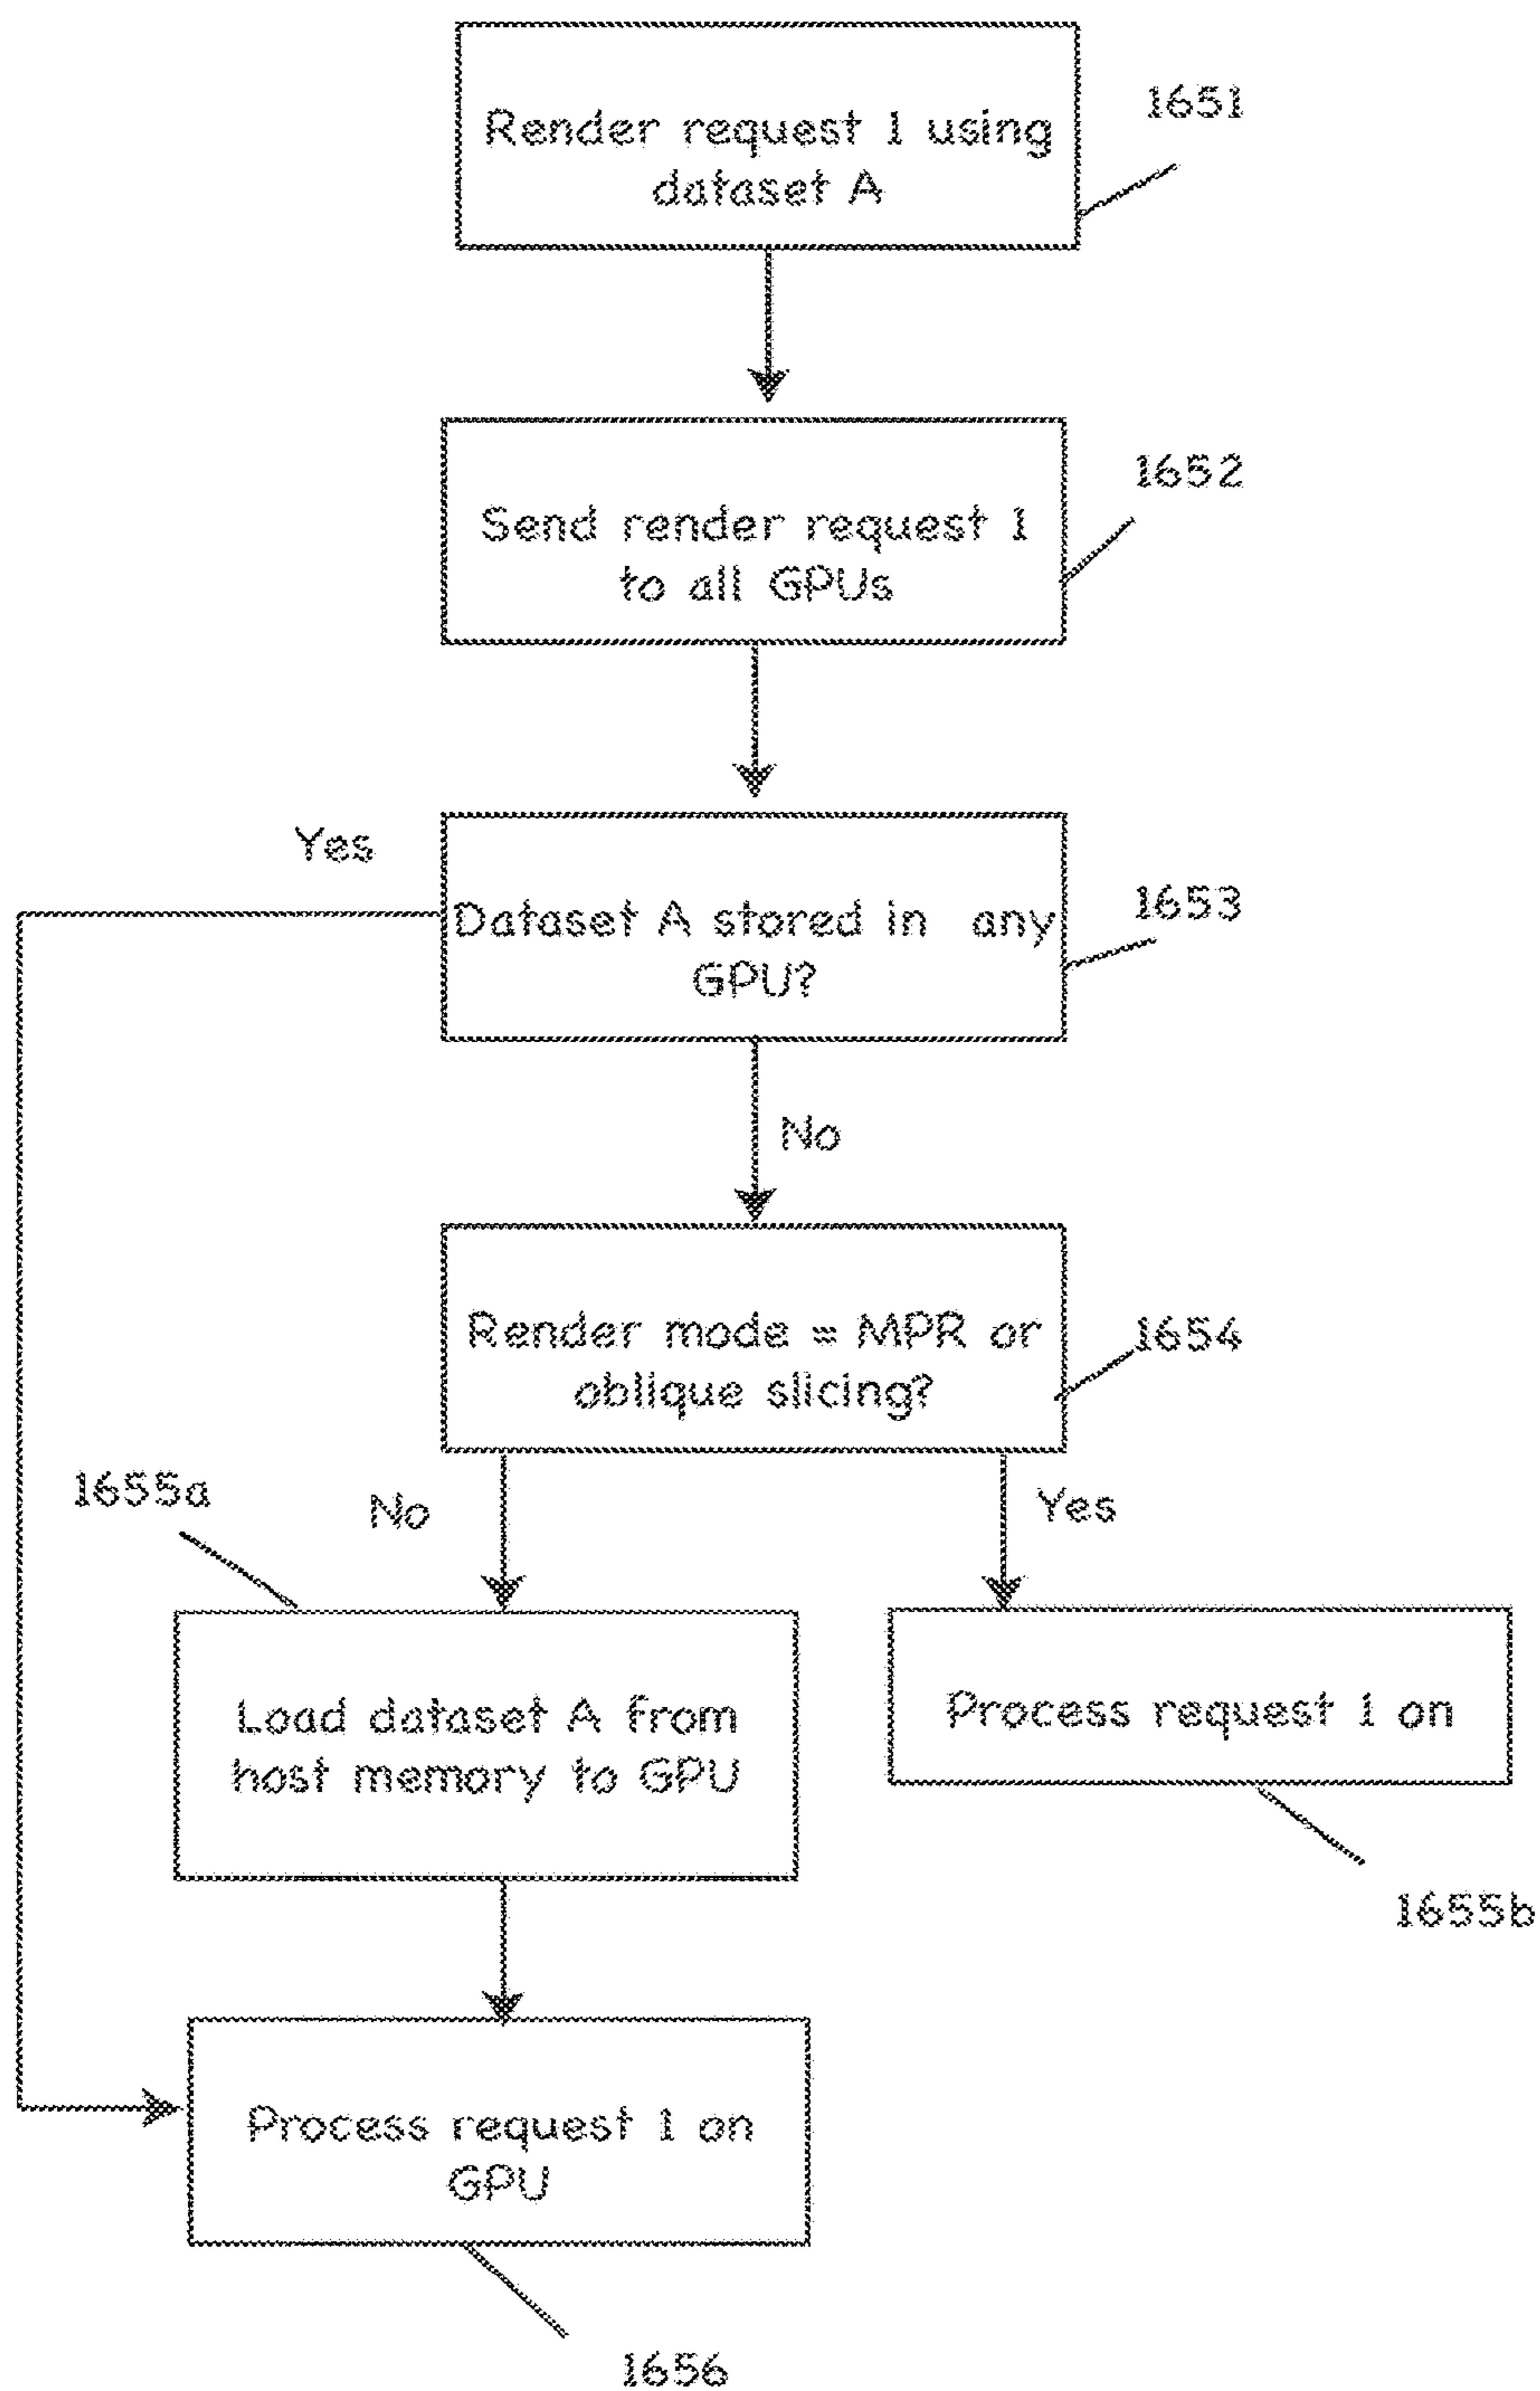 Render request 1 using
dataset A
1651
Send render request 1
to all GPUs
1652
Yes
Dataset A stored in any
GPU?
1653
No
Render mode = MPR or
oblique slicing?
1654
1655a
No
Yes
Load dataset A from
host memory to GPU
Process request 1 on
1655b
Process request 1 on
GPU
1656